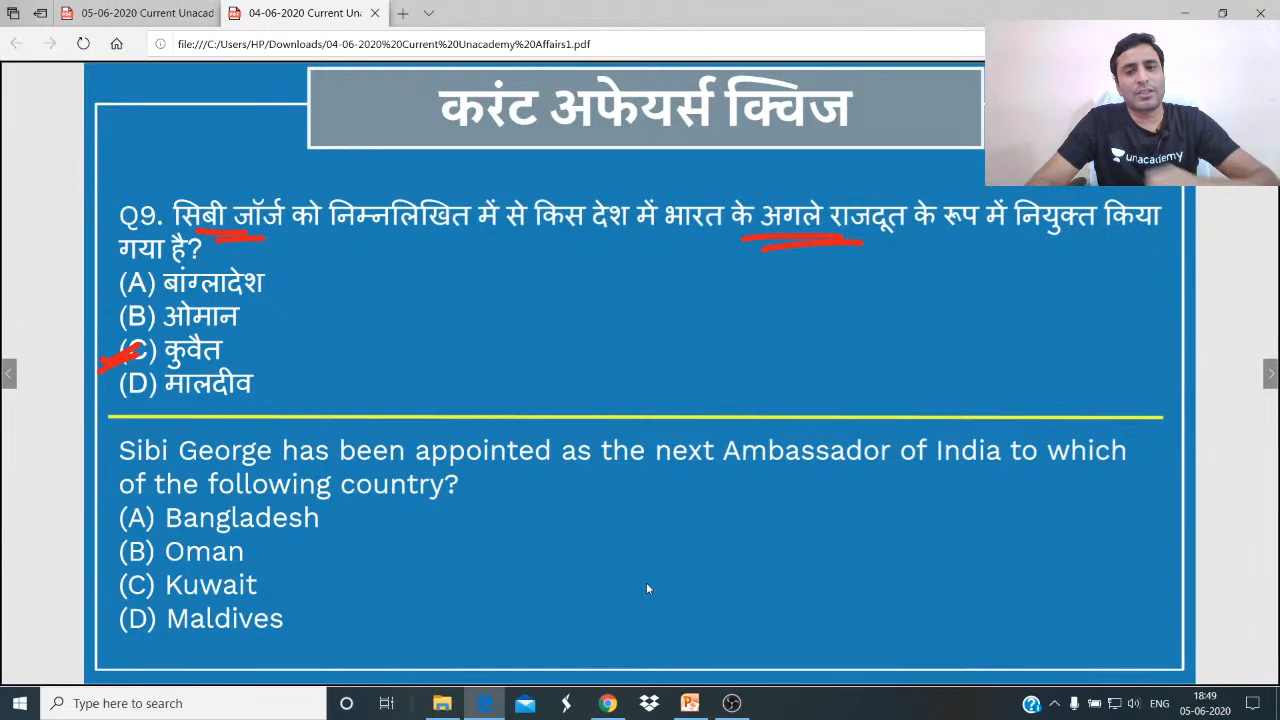 05-06-2020 Current Unacad
04-06-2020 Current Una
file:///C:/Users/HP/Downloads/04-06-2020%20Current%20Unacademy%20Affairs1.pdf
करंट अफेयर्स क्विज
unacademy
Q9. सिबी जॉर्ज को निम्नलिखित में से किस देश में भारत के अगले राजदूत के रूप में नियुक्त किया
गया है?
(A) बांग्लादेश
(B) ओमान
(C) कुवैत
(D) मालदीव
Sibi George has been appointed as the next Ambassador of India to which
of the following country?
(A) Bangladesh
(B) Oman
(C) Kuwait
(D) Maldives
Type here to search
ENG
18:49
05-06-2020